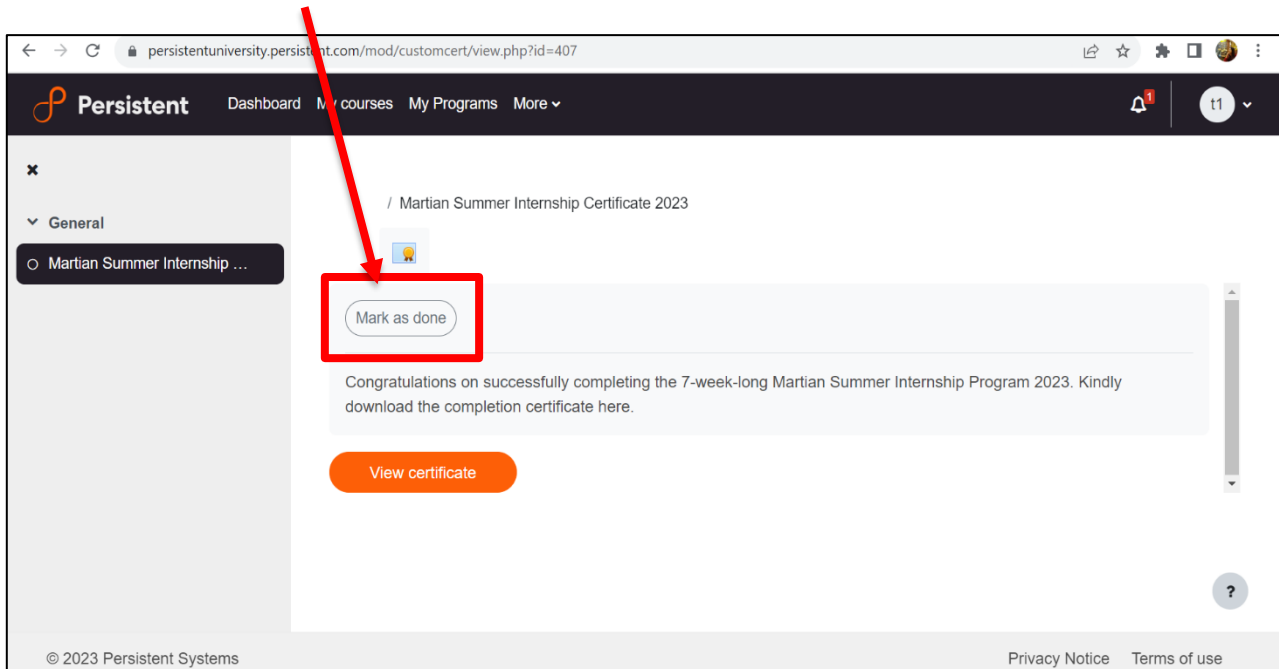 persistentuniversity.persistent.com/mod/customcert/view.php?id=407
Persistent Dashboard My courses My Programs More 1 t1
General
Martian Summer Internship ...
/ Martian Summer Internship Certificate 2023
Mark as done
Congratulations on successfully completing the 7-week-long Martian Summer Internship Program 2023. Kindly
download the completion certificate here.
View certificate
?
© 2023 Persistent Systems Privacy Notice Terms of use